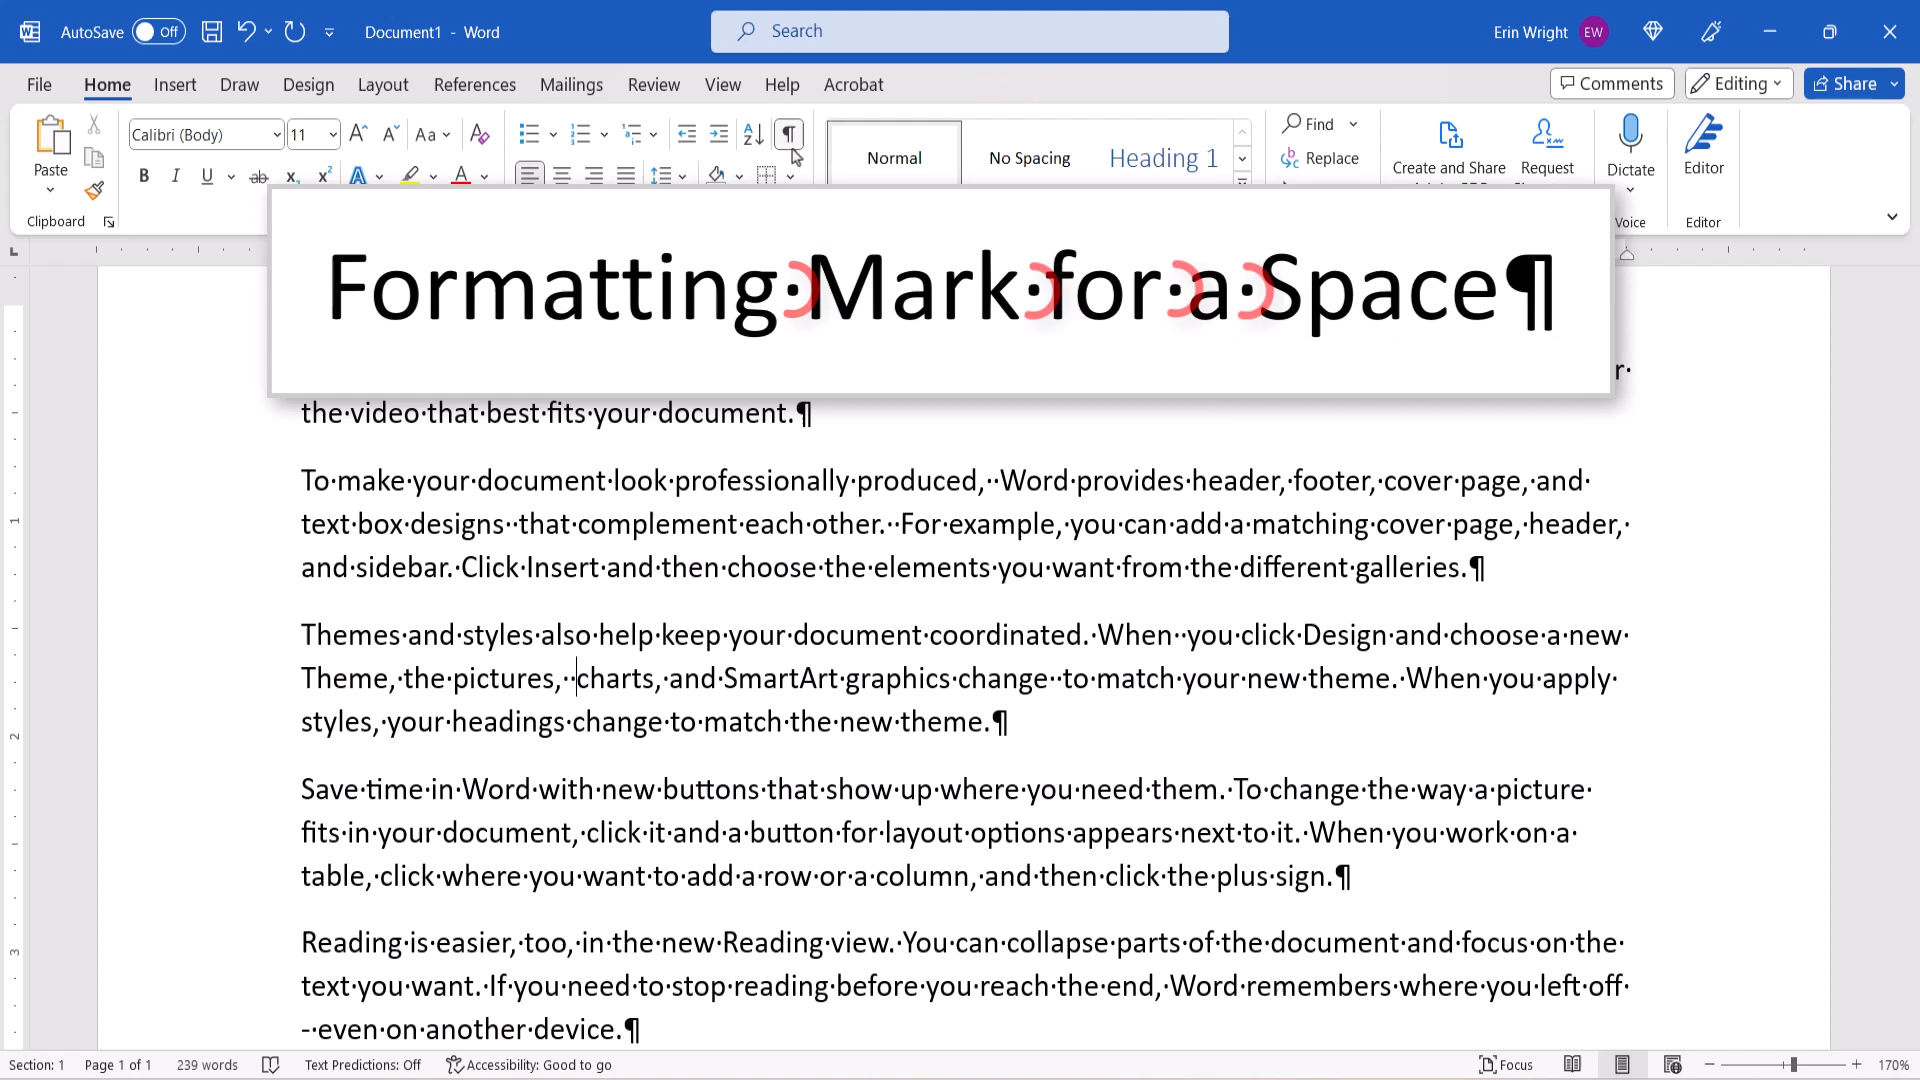 AutoSave Off Document1 - Word Search Erin Wright EW
File Home Insert Draw Design Layout References Mailings Review View Help Acrobat Comments Editing Share
Calibri (Body) 11 Aa Find
Paste Normal No Spacing Heading 1 Replace Create and Share Request Dictate Editor
B I U ab
Clipboard Voice Editor
Formatting·Mark·for·a·Space¶
r·
the·video·that·best·fits·your·document.¶
To·make·your·document·look·professionally·produced,··Word·provides·header,·footer,·cover·page,·and·
text·box·designs··that·complement·each·other.··For·example,·you·can·add·a·matching·cover·page,·header,·
and·sidebar.·Click·Insert·and·then·choose·the·elements·you·want·from·the·different·galleries.¶
Themes·and·styles·also·help·keep·your·document·coordinated.·When··you·click·Design·and·choose·a·new·
Theme,·the·pictures,··charts,·and·SmartArt·graphics·change··to·match·your·new·theme.·When·you·apply·
styles,·your·headings·change·to·match·the·new·theme.¶
Save·time·in·Word·with·new·buttons·that·show·up·where·you·need·them.·To·change·the·way·a·picture·
fits·in·your·document,·click·it·and·a·button·for·layout·options·appears·next·to·it.·When·you·work·on·a·
table,·click·where·you·want·to·add·a·row·or·a·column,·and·then·click·the·plus·sign.¶
Reading·is·easier,·too,·in·the·new·Reading·view.·You·can·collapse·parts·of·the·document·and·focus·on·the·
text·you·want.·If·you·need·to·stop·reading·before·you·reach·the·end,·Word·remembers·where·you·left·off·
-·even·on·another·device.¶
Section: 1 Page 1 of 1 239 words Text Predictions: Off Accessibility: Good to go Focus 170%